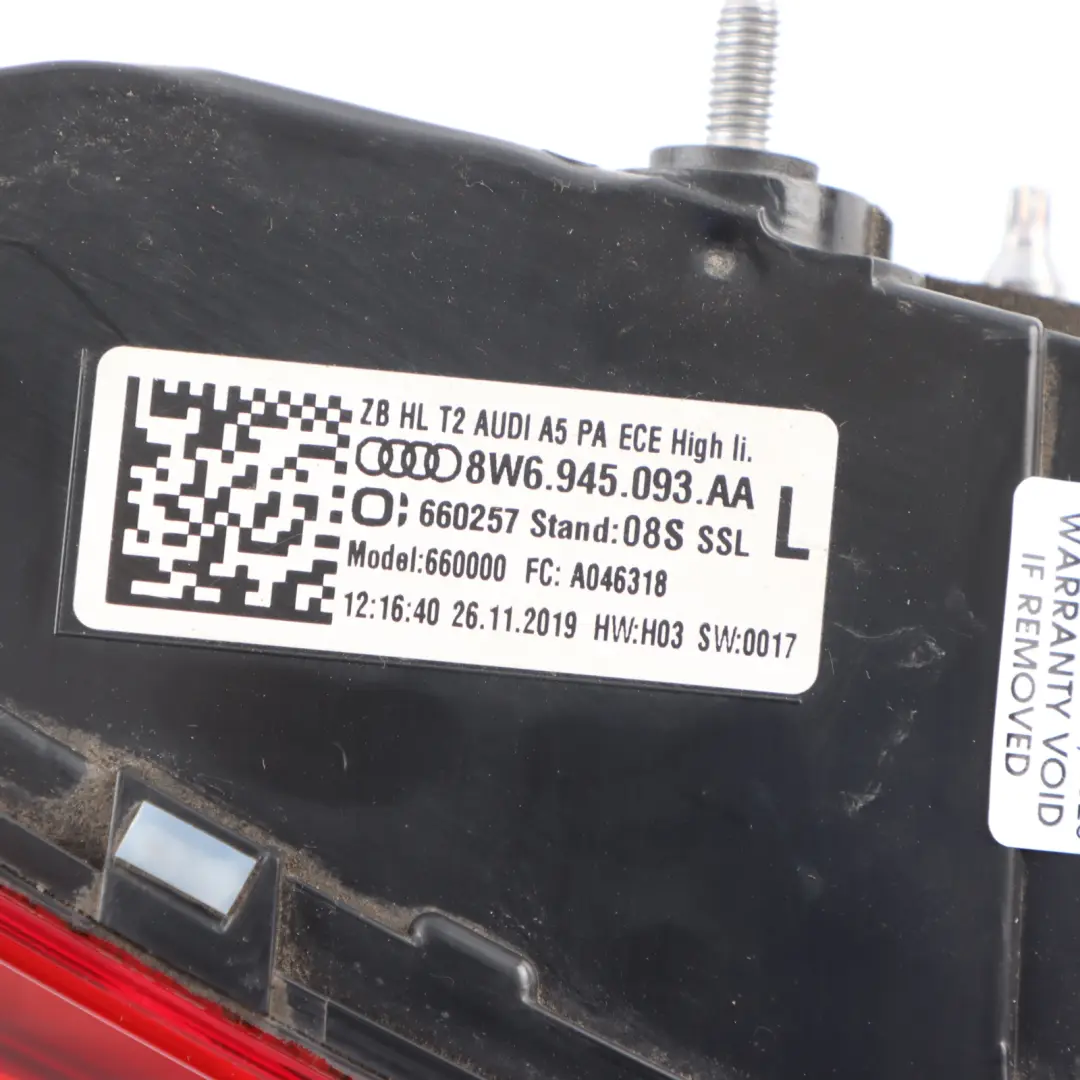 ZB HL T2 AUDI A5 PA ECE High li.
8W6.945.093.AA L
660257 Stand:08S SSL
Model:660000 FC: A046318
12:16:40 26.11.2019 HW:H03 SW:0017
WARRANTY VOID
IF REMOVED